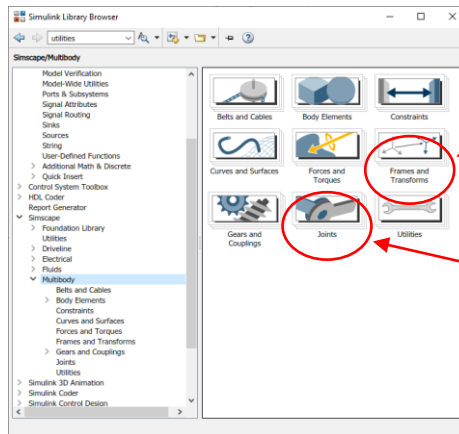 Simulink Library Browser
utilities
Simscape/Multibody
Model Verification
Model-Wide Utilities
Ports & Subsystems
Signal Attributes
Signal Routing
Sinks
Sources
String
User-Defined Functions
Additional Math & Discrete
Quick Insert
Control System Toolbox
HDL Coder
Report Generator
Simscape
Foundation Library
Utilities
Driveline
Electrical
Fluids
Multibody
Belts and Cables
Body Elements
Constraints
Curves and Surfaces
Forces and Torques
Frames and Transforms
Gears and Couplings
Joints
Utilities
Simulink 3D Animation
Simulink Coder
Simulink Control Design
Belts and Cables
Body Elements
Constraints
Curves and Surfaces
Forces and
Torques
Frames and
Transforms
Gears and
Couplings
Joints
Utilities